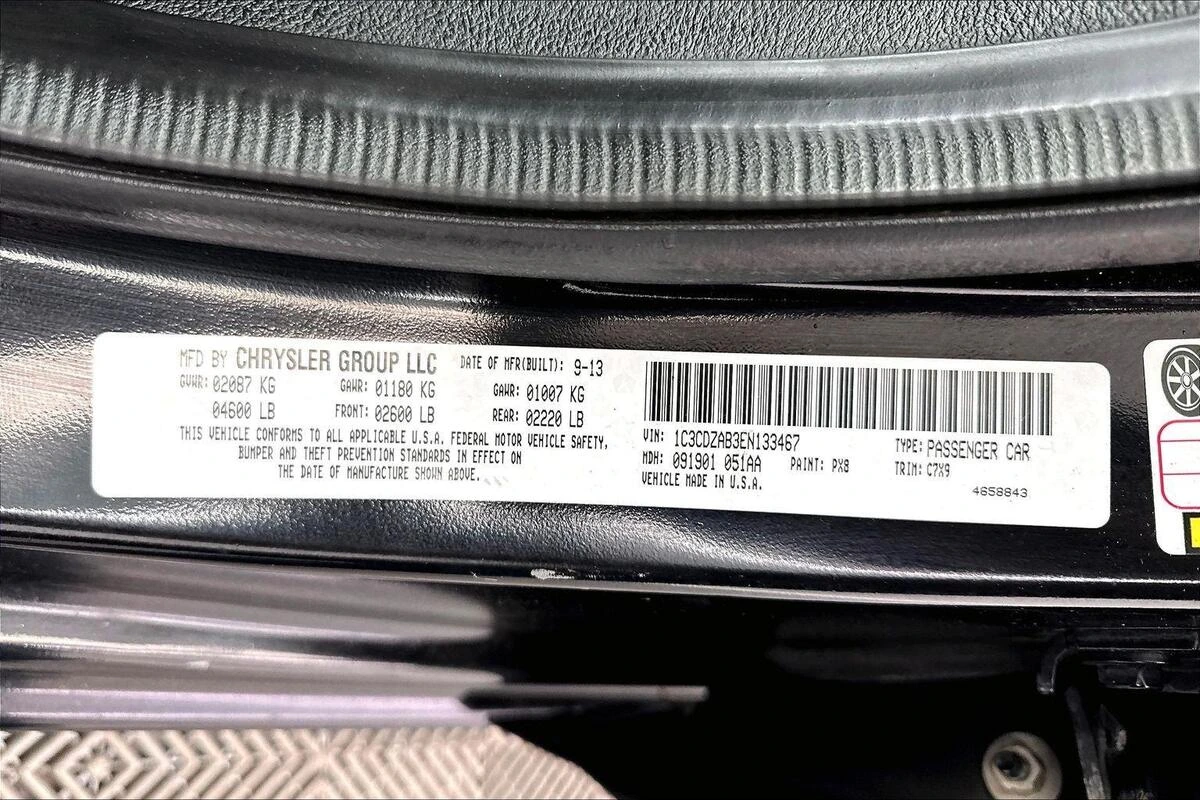 MFD BY CHRYSLER GROUP LLC DATE OF MFR(BUILT): 9-13
GVWR: 02087 KG GAWR: 01180 KG GAWR: 01007 KG
04600 LB FRONT: 02600 LB REAR: 02220 LB
THIS VEHICLE CONFORMS TO ALL APPLICABLE U.S.A. FEDERAL MOTOR VEHICLE SAFETY,
BUMPER AND THEFT PREVENTION STANDARDS IN EFFECT ON
THE DATE OF MANUFACTURE SHOWN ABOVE.
VIN: 1C3CDZAB3EN133467 TYPE: PASSENGER CAR
MDH: 091901 051AA PAINT: PX8 TRIM: C7X9
VEHICLE MADE IN U.S.A.
4658843